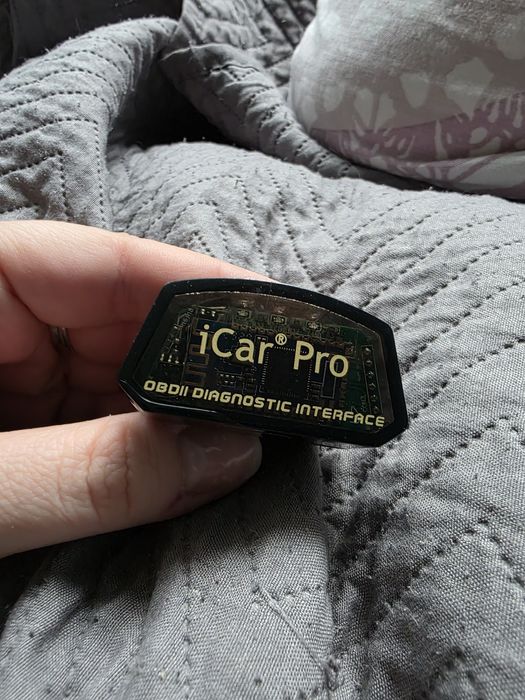 iCar® Pro
OBDII DIAGNOSTIC INTERFACE